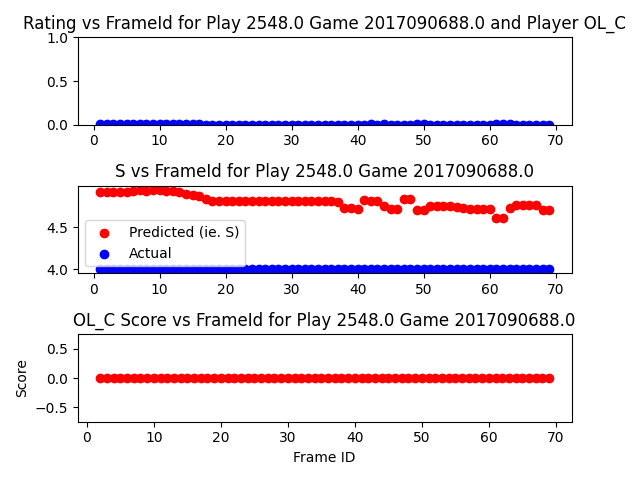 Rating vs FrameId for Play 2548.0 Game 2017090688.0 and Player OL_C
1.0
0.5
0.0
0 10 20 30 40 50 60 70
S vs FrameId for Play 2548.0 Game 2017090688.0
4.5
4.0
Predicted (ie. S)
Actual
0 10 20 30 40 50 60 70
OL_C Score vs FrameId for Play 2548.0 Game 2017090688.0
Score
0.5
0.0
−0.5
0 10 20 30 40 50 60 70
Frame ID